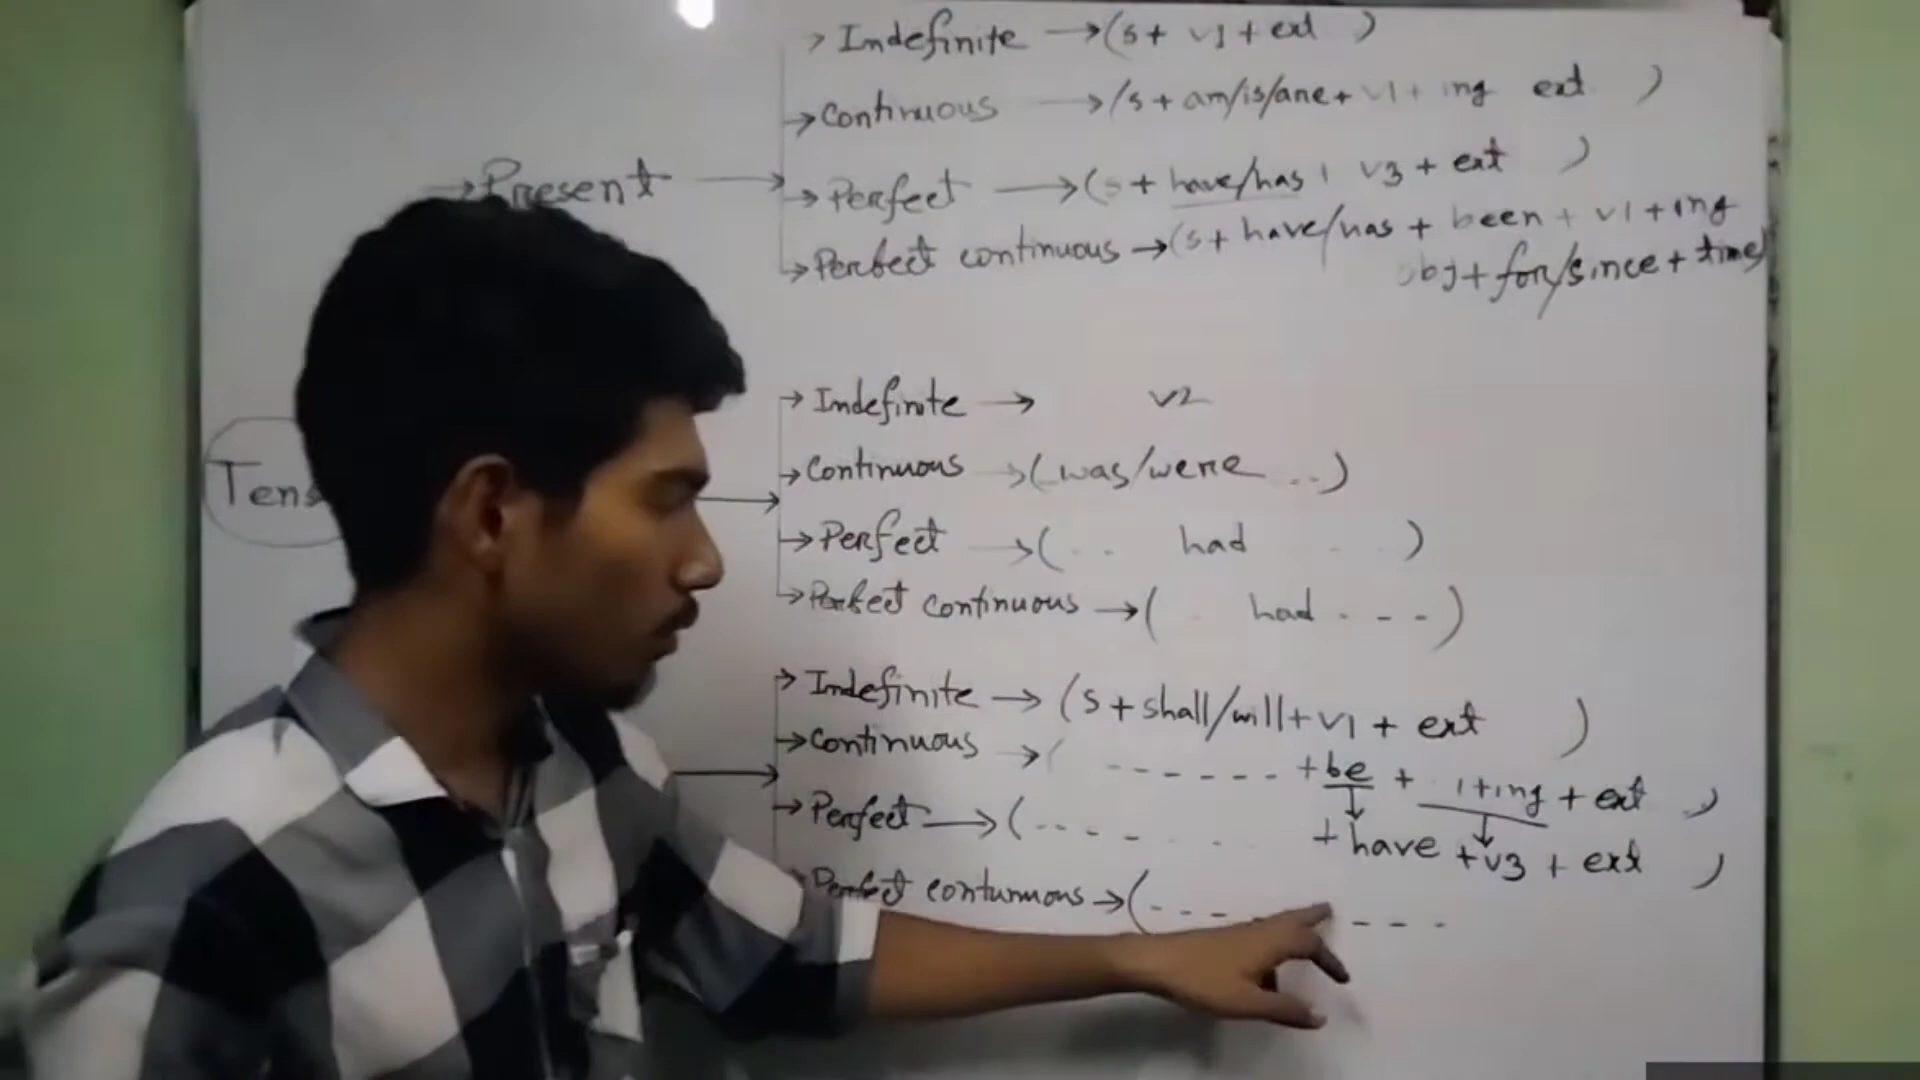 → Indefinite → (s + v1 + ext )
→ Continuous → (s + am/is/are + v1 + ing ext )
→ Present → → Perfect → (s + have/has + v3 + ext )
→ Perfect continuous → (s + have/has + been + v1 + ing
obj + for/since + time)
→ Indefinite → v2
→ Continuous → ( was/were ..)
Tens
→ Perfect → (.. had . . )
→ Perfect continuous → ( . had - - - )
→ Indefinite → (s + shall/will + v1 + ext )
→ Continuous → ( - - - - - - + be + 1+ing + ext )
→ Perfect → (- - - - . . . + have + v3 + ext )
Perfect continuous → (- - - - - - -